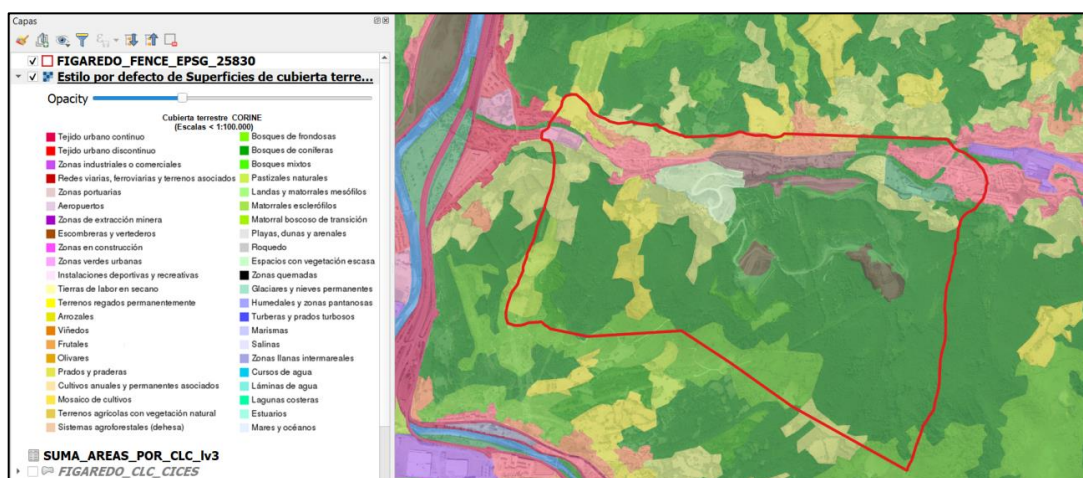 Capas
FIGAREDO_FENCE_EPSG_25830
Estilo por defecto de Superficies de cubierta terre...
Opacity
Cubierta terrestre CORINE
(Escalas < 1:100.000)
Tejido urbano continuo
Tejido urbano discontinuo
Zonas industriales o comerciales
Redes viarias, ferroviarias y terrenos asociados
Zonas portuarias
Aeropuertos
Zonas de extracción minera
Escombreras y vertederos
Zonas en construcción
Zonas verdes urbanas
Instalaciones deportivas y recreativas
Tierras de labor en secano
Terrenos regados permanentemente
Arrozales
Viñedos
Frutales
Olivares
Prados y praderas
Cultivos anuales y permanentes asociados
Mosaico de cultivos
Terrenos agrícolas con vegetación natural
Sistemas agroforestales (dehesa)
Bosques de frondosas
Bosques de coníferas
Bosques mixtos
Pastizales naturales
Landas y matorrales mesófilos
Matorrales esclerófilos
Matorral boscoso de transición
Playas, dunas y arenales
Roquedo
Espacios con vegetación escasa
Zonas quemadas
Glaciares y nieves permanentes
Humedales y zonas pantanosas
Turberas y prados turbosos
Marismas
Salinas
Zonas llanas intermareales
Cursos de agua
Láminas de agua
Lagunas costeras
Estuarios
Mares y océanos
SUMA_AREAS_POR_CLC_lv3
FIGAREDO_CLC_CICES